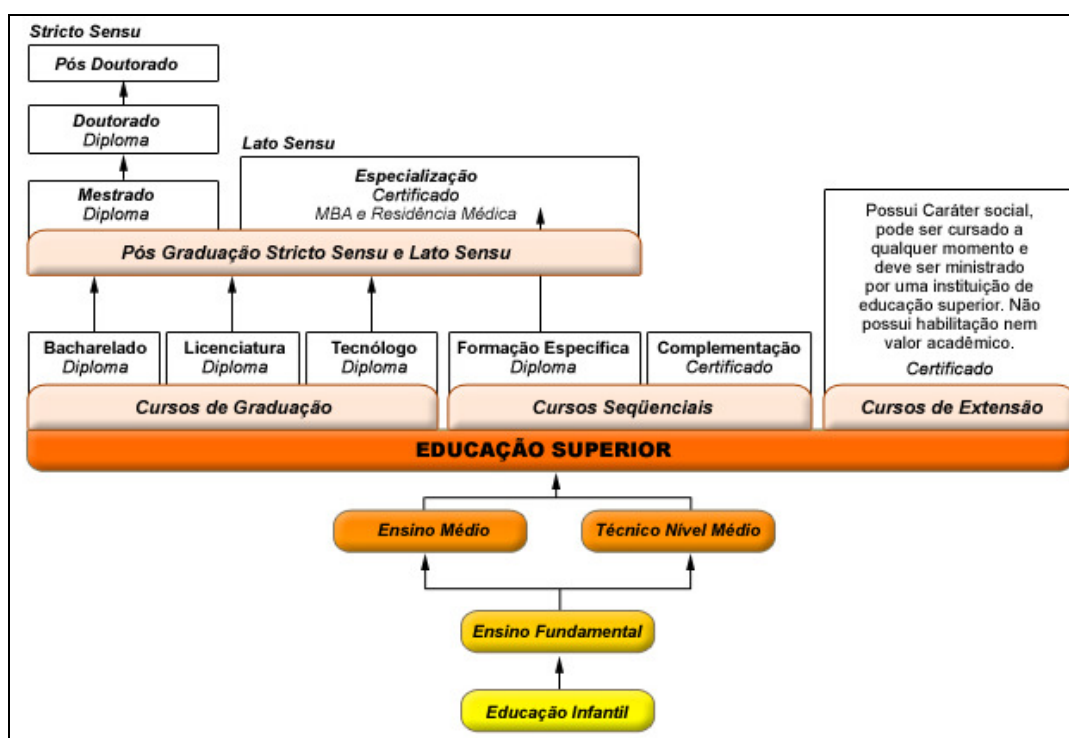 Stricto Sensu
Pós Doutorado
Doutorado
Diploma
Mestrado
Diploma
Lato Sensu
Especialização
Certificado
MBA e Residência Médica
Pós Graduação Stricto Sensu e Lato Sensu
Bacharelado
Diploma
Licenciatura
Diploma
Tecnólogo
Diploma
Formação Específica
Diploma
Complementação
Certificado
Possui Caráter social,
pode ser cursado a
qualquer momento e
deve ser ministrado
por uma instituição de
educação superior. Não
possui habilitação nem
valor acadêmico.
Certificado
Cursos de Graduação
Cursos Seqüenciais
Cursos de Extensão
EDUCAÇÃO SUPERIOR
Ensino Médio
Técnico Nível Médio
Ensino Fundamental
Educação Infantil